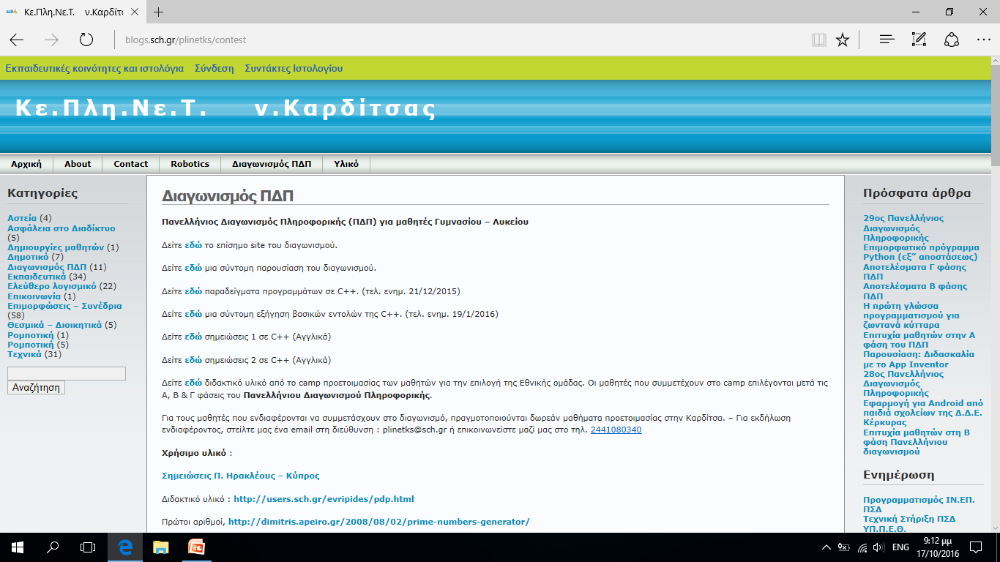 Κε.Πλη.Νε.Τ. ν.Καρδίτσ
blogs.sch.gr/plinetks/contest
Εκπαιδευτικές κοινότητες και ιστολόγια Σύνδεση Συντάκτες Ιστολογίου
Κε.Πλη.Νε.Τ. ν.Καρδίτσας
Αρχική About Contact Robotics Διαγωνισμός ΠΔΠ Υλικό
Κατηγορίες
Αστεία (4)
Ασφάλεια στο Διαδίκτυο
(5)
Δημιουργίες μαθητών (1)
Δημοτικό (7)
Διαγωνισμός ΠΔΠ (11)
Εκπαιδευτικά (34)
Ελεύθερο λογισμικό (22)
Επικοινωνία (1)
Επιμορφώσεις – Συνέδρια
(58)
Θεσμικά – Διοικητικά (5)
Ρομποτική (1)
Ρομποτική (5)
Τεχνικά (31)
Αναζήτηση
Διαγωνισμός ΠΔΠ
Πανελλήνιος Διαγωνισμός Πληροφορικής (ΠΔΠ) για μαθητές Γυμνασίου – Λυκείου
Δείτε εδώ το επίσημο site του διαγωνισμού.
Δείτε εδώ μια σύντομη παρουσίαση του διαγωνισμού.
Δείτε εδώ παραδείγματα προγραμμάτων σε C++. (τελ. ενημ. 21/12/2015)
Δείτε εδώ μια σύντομη εξήγηση βασικών εντολών της C++. (τελ. ενημ. 19/1/2016)
Δείτε εδώ σημειώσεις 1 σε C++ (Αγγλικά)
Δείτε εδώ σημειώσεις 2 σε C++ (Αγγλικά)
Δείτε εδώ διδακτικό υλικό από το camp προετοιμασίας των μαθητών για την επιλογή της Εθνικής ομάδας. Οι μαθητές που συμμετέχουν στο camp επιλέγονται μετά τις
Α, Β & Γ φάσεις του Πανελλήνιου Διαγωνισμού Πληροφορικής.
Για τους μαθητές που ενδιαφέρονται να συμμετάσχουν στο διαγωνισμό, πραγμοτοποιούνται δωρεάν μαθήματα προετοιμασίας στην Καρδίτσα. – Για εκδήλωση
ενδιαφέροντος, στείλτε μας ένα email στη διεύθυνση : plinetks@sch.gr ή επικοινωνείστε μαζί μας στο τηλ. 2441080340
Χρήσιμο υλικό :
Σημειώσεις Π. Ηρακλέους – Κύπρος
Διδακτικό υλικό : http://users.sch.gr/evripides/pdp.html
Πρώτοι αριθμοί, http://dimitris.apeiro.gr/2008/08/02/prime-numbers-generator/
Πρόσφατα άρθρα
29ος Πανελλήνιος
Διαγωνισμός
Πληροφορικής
Επιμορφωτικό πρόγραμμα
Python (εξ” αποστάσεως)
Αποτελέσματα Γ φάσης
ΠΔΠ
Αποτελέσματα Β φάσης
ΠΔΠ
Η πρώτη γλώσσα
προγραμματισμού για
ζωντανά κύτταρα
Επιτυχία μαθητών στην Α
φάση του ΠΔΠ
Παρουσίαση: Διδασκαλία
με το App Inventor
28ος Πανελλήνιος
Διαγωνισμός
Πληροφορικής
Εφαρμογή για Android από
παιδιά σχολείων της Δ.Δ.Ε.
Κέρκυρας
Επιτυχία μαθητών στη Β
φάση Πανελλήνιου
διαγωνισμού
Ενημέρωση
Προγραμματισμός ΙΝ.ΕΠ.
ΠΣΔ
Τεχνική Στήριξη ΠΣΔ
ΥΠ.Π.Ε.Θ.
ENG
9:12 μμ
17/10/2016